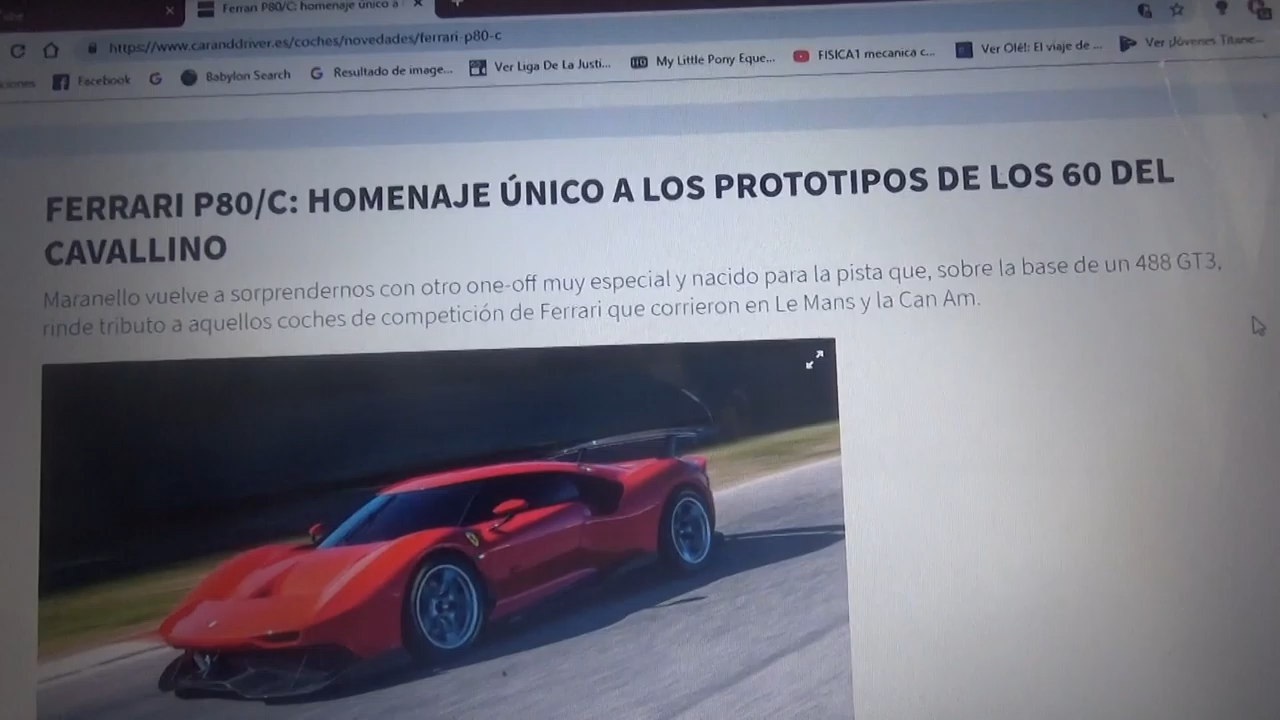 Ferrari P80/C: homenaje único a
https://www.caranddriver.es/coches/novedades/ferrari-p80-c
Facebook
Babylon Search
Resultado de image...
Ver Liga De La Justi...
My Little Pony Eque...
FISICA1 mecanica c...
Ver Olé!: El viaje de ...
Ver ¡Jóvenes Titane...
FERRARI P80/C: HOMENAJE ÚNICO A LOS PROTOTIPOS DE LOS 60 DEL
CAVALLINO
Maranello vuelve a sorprendernos con otro one-off muy especial y nacido para la pista que, sobre la base de un 488 GT3,
rinde tributo a aquellos coches de competición de Ferrari que corrieron en Le Mans y la Can Am.